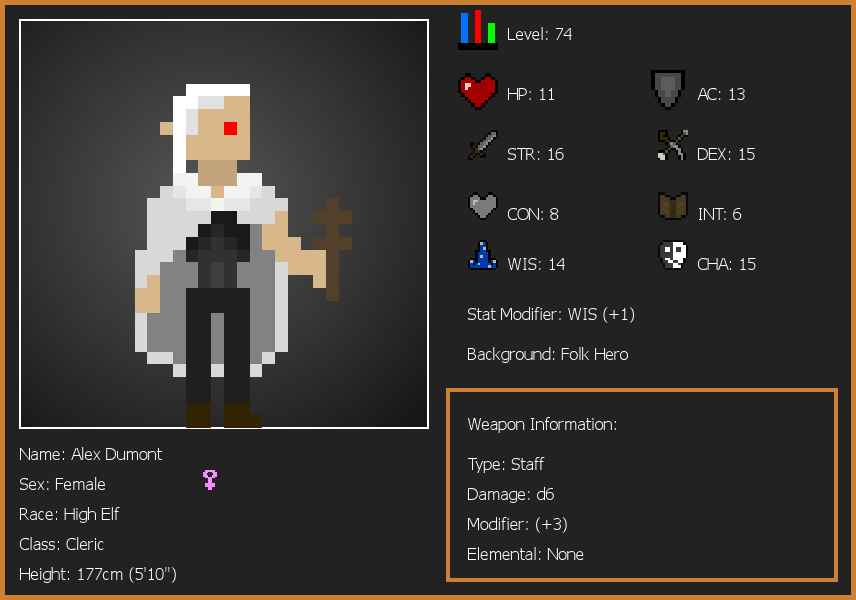 Level: 74
HP: 11
AC: 13
STR: 16
DEX: 15
CON: 8
INT: 6
WIS: 14
CHA: 15
Stat Modifier: WIS (+1)
Background: Folk Hero
Weapon Information:
Type: Staff
Damage: d6
Modifier: (+3)
Elemental: None
Name: Alex Dumont
Sex: Female
Race: High Elf
Class: Cleric
Height: 177cm (5'10")